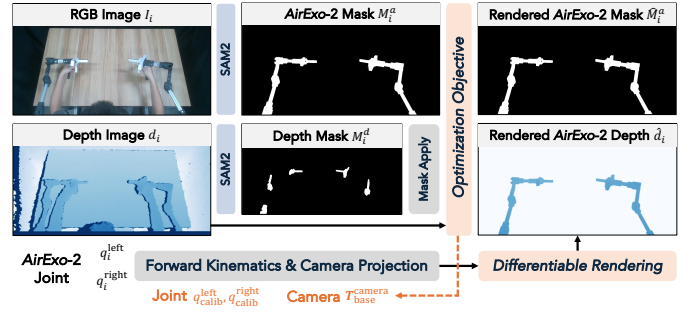 RGB Image I_i
AirExo-2 Mask M_i^a
Rendered AirExo-2 Mask M̂_i^a
SAM2
Optimization Objective
Depth Image d_i
Depth Mask M_i^d
Rendered AirExo-2 Depth d̂_i
SAM2
Mask Apply
AirExo-2
Joint
q_i^left
q_i^right
Forward Kinematics & Camera Projection
Differentiable Rendering
Joint q_calib^left, q_calib^right
Camera T_base^camera